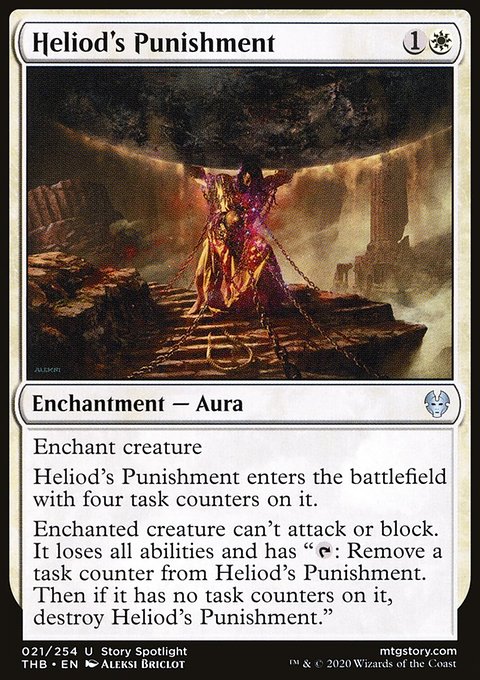 Heliod's Punishment 1
ALEKSI
Enchantment — Aura
Enchant creature
Heliod's Punishment enters the battlefield
with four task counters on it.
Enchanted creature can't attack or block.
It loses all abilities and has “: Remove a
task counter from Heliod's Punishment.
Then if it has no task counters on it,
destroy Heliod's Punishment.”
021/254 U Story Spotlight mtgstory.com
THB • EN Aleksi Briclot ™ & © 2020 Wizards of the Coast